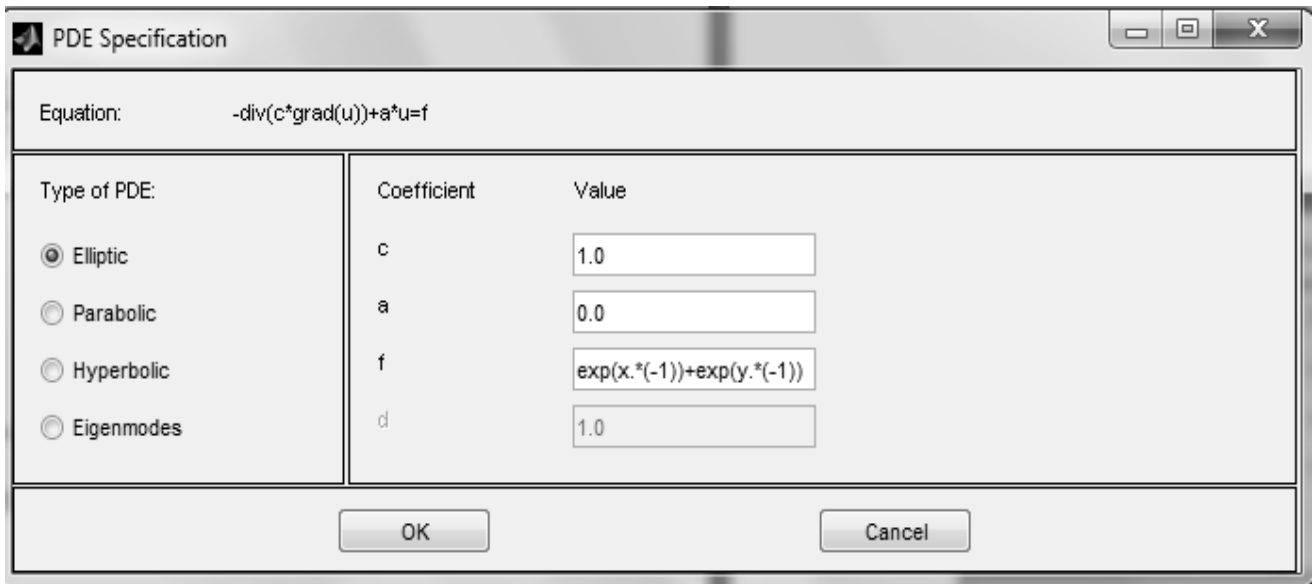 PDE Specification
Equation: -div(c*grad(u))+a*u=f
Type of PDE:
Elliptic
Parabolic
Hyperbolic
Eigenmodes
Coefficient Value
c 1.0
a 0.0
f exp(x.*(-1))+exp(y.*(-1))
d 1.0
OK Cancel